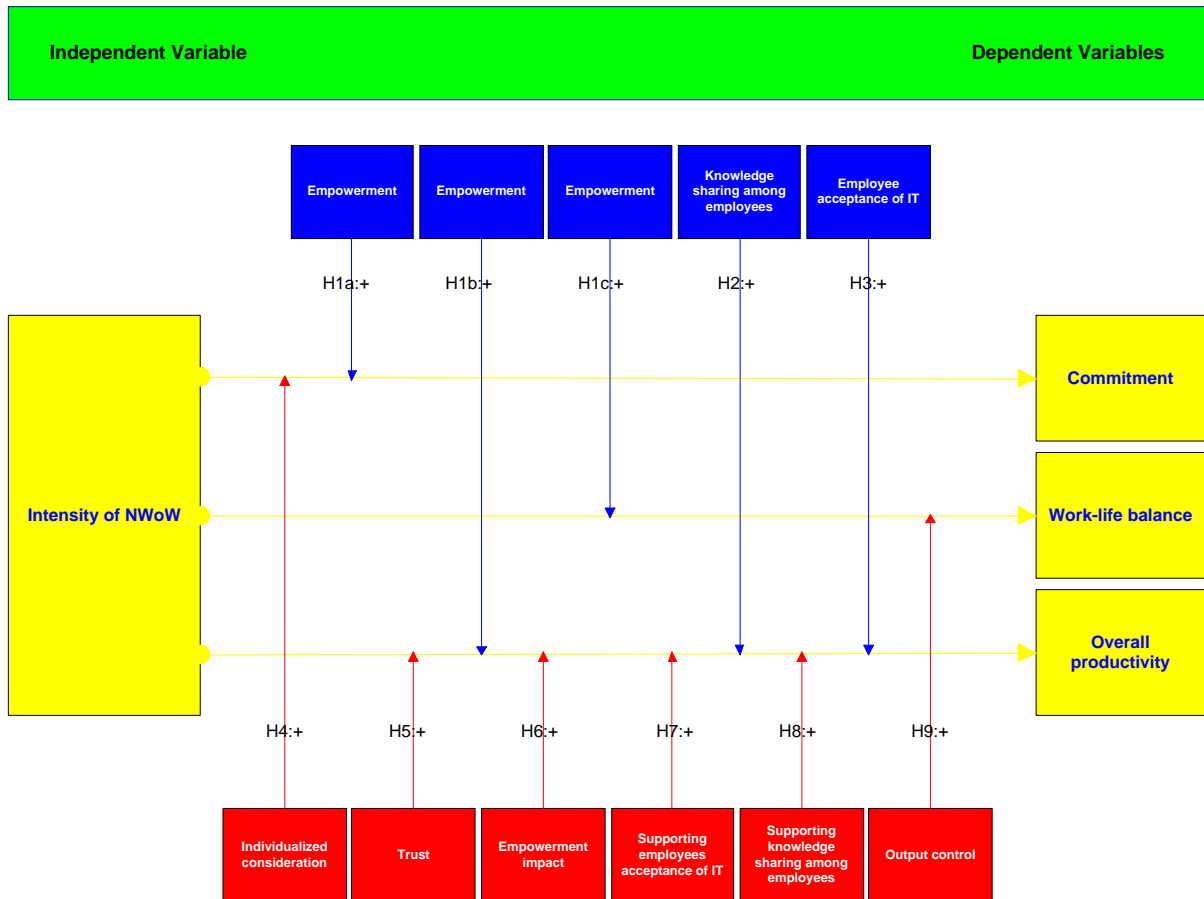 Independent Variable
Dependent Variables
Empowerment
Empowerment
Empowerment
Knowledge
sharing among
employees
Employee
acceptance of IT
H1a:+
H1b:+
H1c:+
H2:+
H3:+
Intensity of NWoW
Commitment
Work-life balance
Overall
productivity
H4:+
H5:+
H6:+
H7:+
H8:+
H9:+
Individualized
consideration
Trust
Empowerment
impact
Supporting
employees
acceptance of IT
Supporting
knowledge
sharing among
employees
Output control